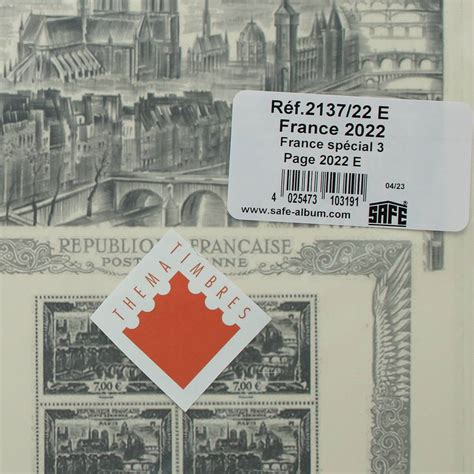 Réf.2137/22 E
France 2022
France spécial 3
Page 2022 E
04/23
4 025473 103191
www.safe-album.com
SAFE
REPUBLIQUE FRANÇAISE
THEMA
TIMBRES
7,00 €
7,00 €
PARIS